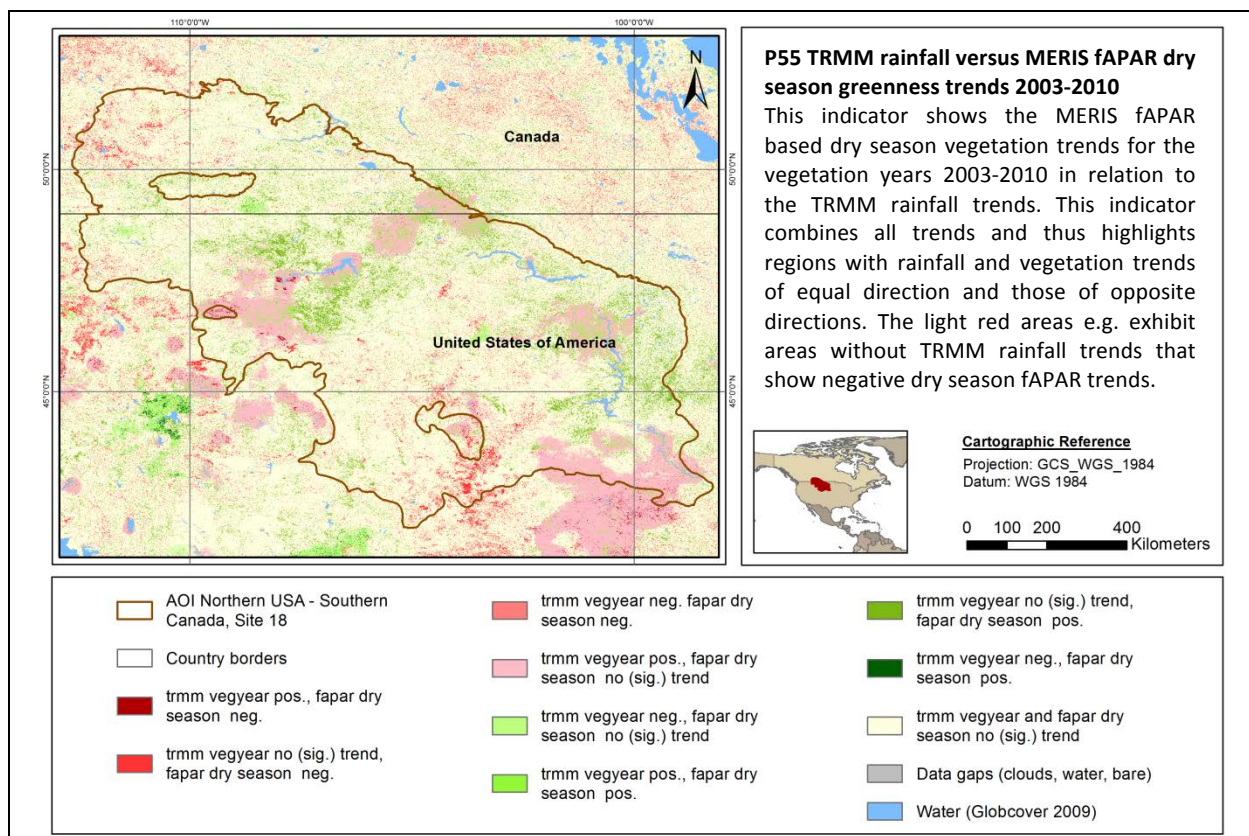 110°0'0"W
100°0'0"W
N
Canada
50°0'0"N
50°0'0"N
United States of America
45°0'0"N
45°0'0"N
P55 TRMM rainfall versus MERIS fAPAR dry
season greenness trends 2003-2010
This indicator shows the MERIS fAPAR
based dry season vegetation trends for the
vegetation years 2003-2010 in relation to
the TRMM rainfall trends. This indicator
combines all trends and thus highlights
regions with rainfall and vegetation trends
of equal direction and those of opposite
directions. The light red areas e.g. exhibit
areas without TRMM rainfall trends that
show negative dry season fAPAR trends.
Cartographic Reference
Projection: GCS_WGS_1984
Datum: WGS 1984
0 100 200 400
Kilometers
AOI Northern USA - Southern
Canada, Site 18
Country borders
trmm vegyear pos., fapar dry
season neg.
trmm vegyear no (sig.) trend,
fapar dry season neg.
trmm vegyear neg. fapar dry
season neg.
trmm vegyear pos., fapar dry
season no (sig.) trend
trmm vegyear neg., fapar dry
season no (sig.) trend
trmm vegyear pos., fapar dry
season pos.
trmm vegyear no (sig.) trend,
fapar dry season pos.
trmm vegyear neg., fapar dry
season pos.
trmm vegyear and fapar dry
season no (sig.) trend
Data gaps (clouds, water, bare)
Water (Globcover 2009)